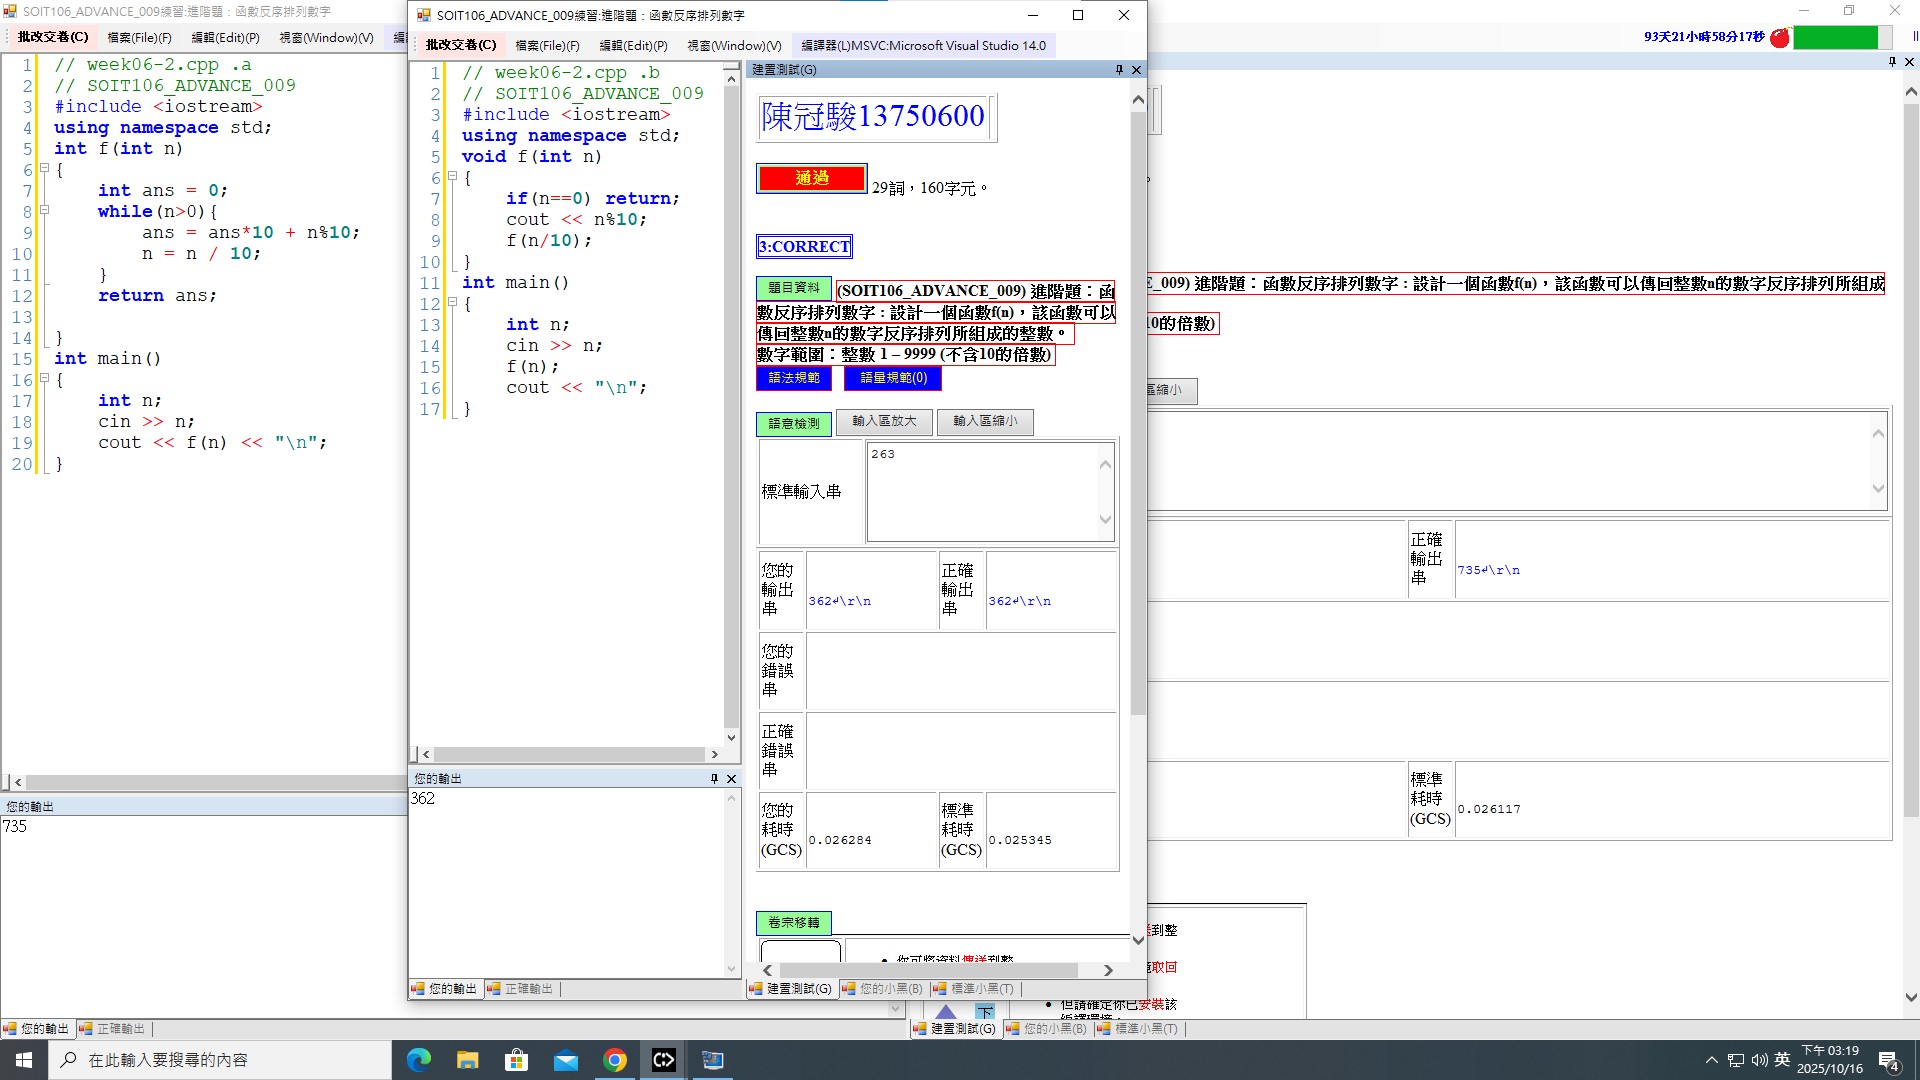 SOIT106_ADVANCE_009練習:進階題：函數反序排列數字
批改交卷(C)
檔案(File)(F)
編輯(Edit)(P)
視窗(Window)(V)
1 // week06-2.cpp .a
2 // SOIT106_ADVANCE_009
3 #include <iostream>
4 using namespace std;
5 int f(int n)
6 {
7 int ans = 0;
8 while(n>0){
9 ans = ans*10 + n%10;
10 n = n / 10;
11 }
12 return ans;
13
14 }
15 int main()
16 {
17 int n;
18 cin >> n;
19 cout << f(n) << "\n";
20 }
您的輸出
735
您的輸出
正確輸出
SOIT106_ADVANCE_009練習:進階題：函數反序排列數字
批改交卷(C)
檔案(File)(F)
編輯(Edit)(P)
視窗(Window)(V)
編譯器(L)MSVC:Microsoft Visual Studio 14.0
1 // week06-2.cpp .b
2 // SOIT106_ADVANCE_009
3 #include <iostream>
4 using namespace std;
5 void f(int n)
6 {
7 if(n==0) return;
8 cout << n%10;
9 f(n/10);
10 }
11 int main()
12 {
13 int n;
14 cin >> n;
15 f(n);
16 cout << "\n";
17 }
您的輸出
362
您的輸出
正確輸出
建置測試(G)
陳冠駿13750600
通過 29詞，160字元。
3:CORRECT
題目資料 (SOIT106_ADVANCE_009) 進階題：函
數反序排列數字 : 設計一個函數f(n)，該函數可以
傳回整數n的數字反序排列所組成的整數。
數字範圍：整數 1 – 9999 (不含10的倍數)
語法規範 語量規範(0)
語意檢測 輸入區放大 輸入區縮小
標準輸入串
263
您的輸出串
362↵\r\n
正確輸出串
362↵\r\n
您的錯誤串
正確錯誤串
您的耗時(GCS)
0.026284
標準耗時(GCS)
0.025345
卷宗移轉
你可將資料傳送到整
建置測試(G)
您的小黑(B)
標準小黑(T)
93天21小時58分17秒
E_009) 進階題：函數反序排列數字 : 設計一個函數f(n)，該函數可以傳回整數n的數字反序排列所組成
10的倍數)
區縮小
正確輸出串
735↵\r\n
標準耗時(GCS)
0.026117
到整
取回
但請確定你已安裝該
下
建置測試(G)
您的小黑(B)
標準小黑(T)
在此輸入要搜尋的內容
英
下午 03:19
2025/10/16
4